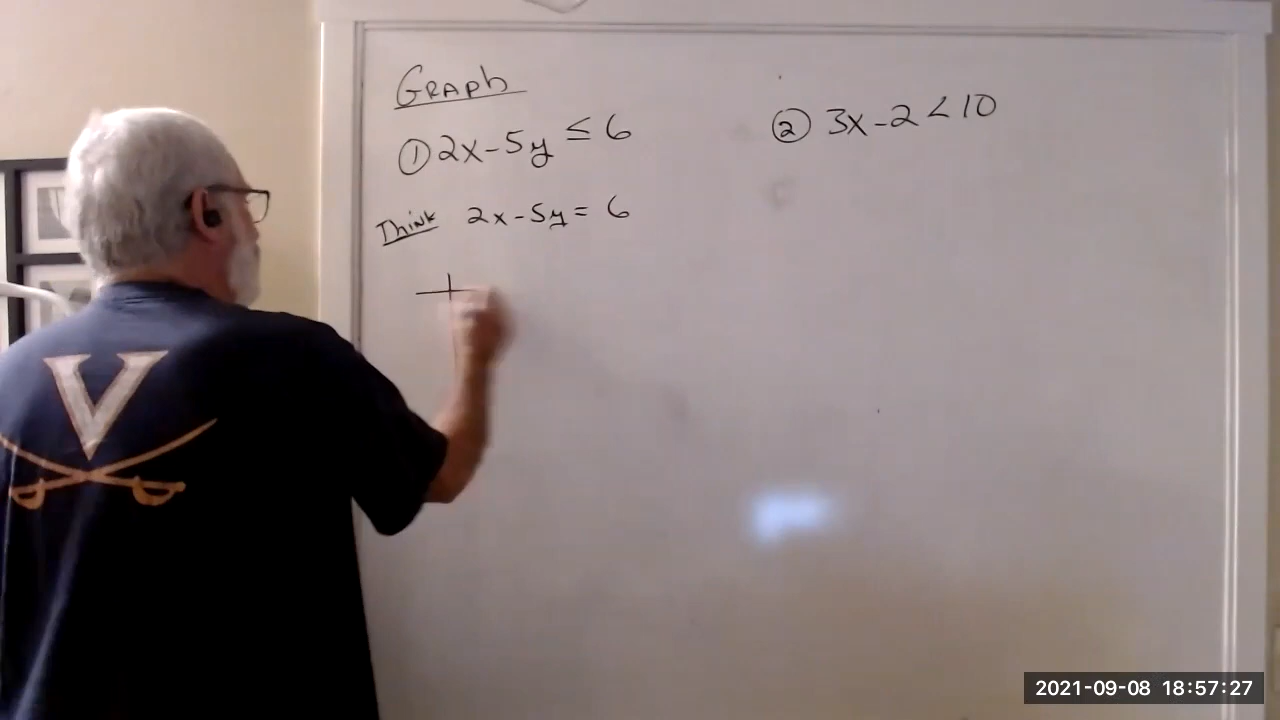 Graph
① 2x-5y ≤ 6
Think 2x-5y = 6
② 3x-2 < 10
V
2021-09-08 18:57:27